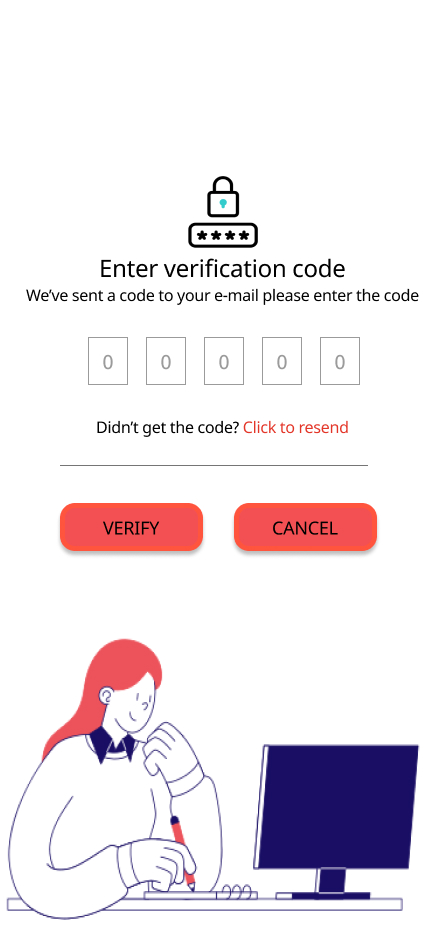 ****
Enter verification code
We’ve sent a code to your e-mail please enter the code
0 0 0 0 0
Didn’t get the code? Click to resend
VERIFY CANCEL